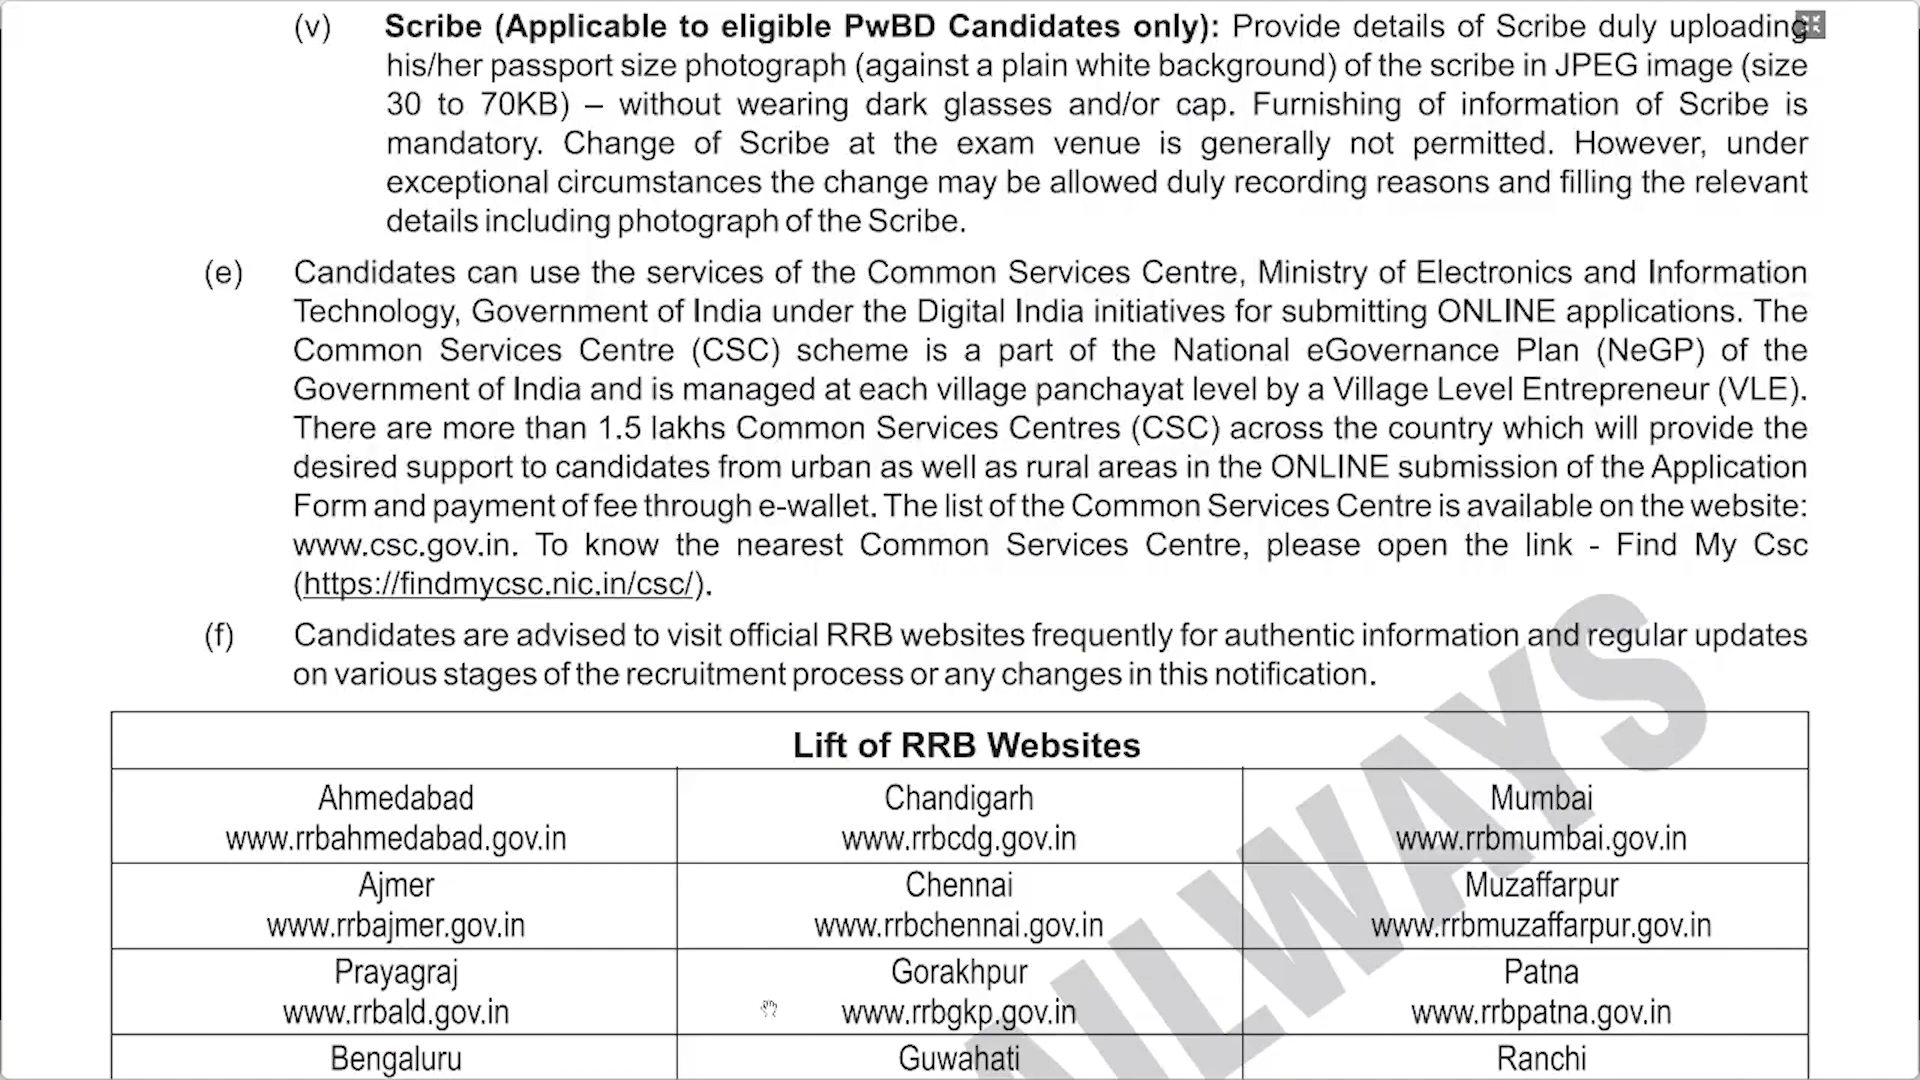 (v) Scribe (Applicable to eligible PwBD Candidates only): Provide details of Scribe duly uploading
his/her passport size photograph (against a plain white background) of the scribe in JPEG image (size
30 to 70KB) – without wearing dark glasses and/or cap. Furnishing of information of Scribe is
mandatory. Change of Scribe at the exam venue is generally not permitted. However, under
exceptional circumstances the change may be allowed duly recording reasons and filling the relevant
details including photograph of the Scribe.
(e) Candidates can use the services of the Common Services Centre, Ministry of Electronics and Information
Technology, Government of India under the Digital India initiatives for submitting ONLINE applications. The
Common Services Centre (CSC) scheme is a part of the National eGovernance Plan (NeGP) of the
Government of India and is managed at each village panchayat level by a Village Level Entrepreneur (VLE).
There are more than 1.5 lakhs Common Services Centres (CSC) across the country which will provide the
desired support to candidates from urban as well as rural areas in the ONLINE submission of the Application
Form and payment of fee through e-wallet. The list of the Common Services Centre is available on the website:
www.csc.gov.in. To know the nearest Common Services Centre, please open the link - Find My Csc
(https://findmycsc.nic.in/csc/).
(f) Candidates are advised to visit official RRB websites frequently for authentic information and regular updates
on various stages of the recruitment process or any changes in this notification.
Lift of RRB Websites
Ahmedabad
www.rrbahmedabad.gov.in
Chandigarh
www.rrbcdg.gov.in
Mumbai
www.rrbmumbai.gov.in
Ajmer
www.rrbajmer.gov.in
Chennai
www.rrbchennai.gov.in
Muzaffarpur
www.rrbmuzaffarpur.gov.in
Prayagraj
www.rrbald.gov.in
Gorakhpur
www.rrbgkp.gov.in
Patna
www.rrbpatna.gov.in
Bengaluru
Guwahati
Ranchi